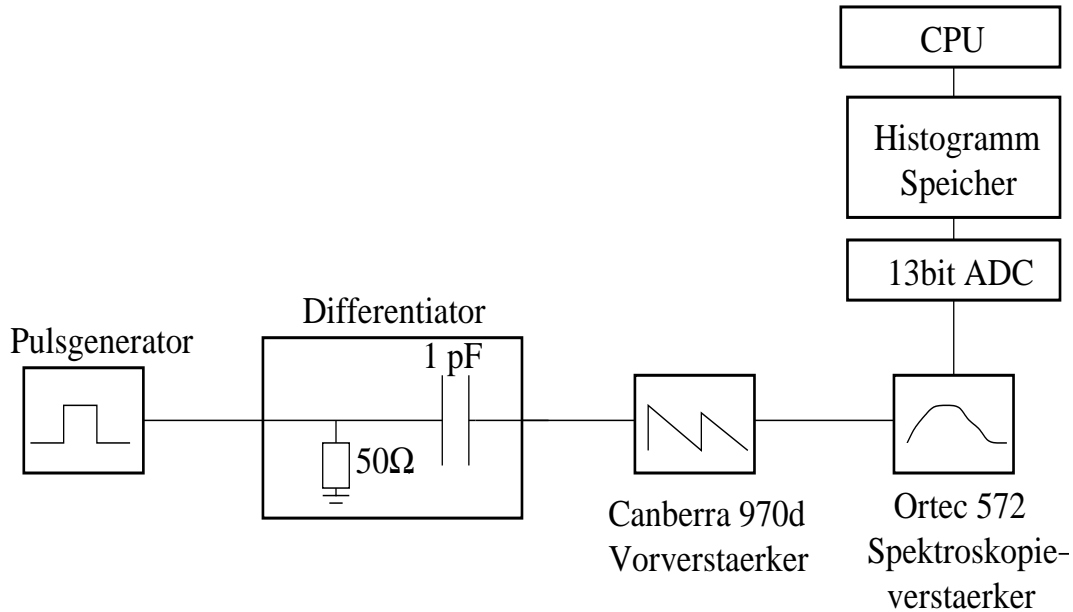 CPU
Histogramm
Speicher
13bit ADC
Differentiator
Pulsgenerator
1 pF
50Ω
Canberra 970d
Vorverstaerker
Ortec 572
Spektroskopie–
verstaerker